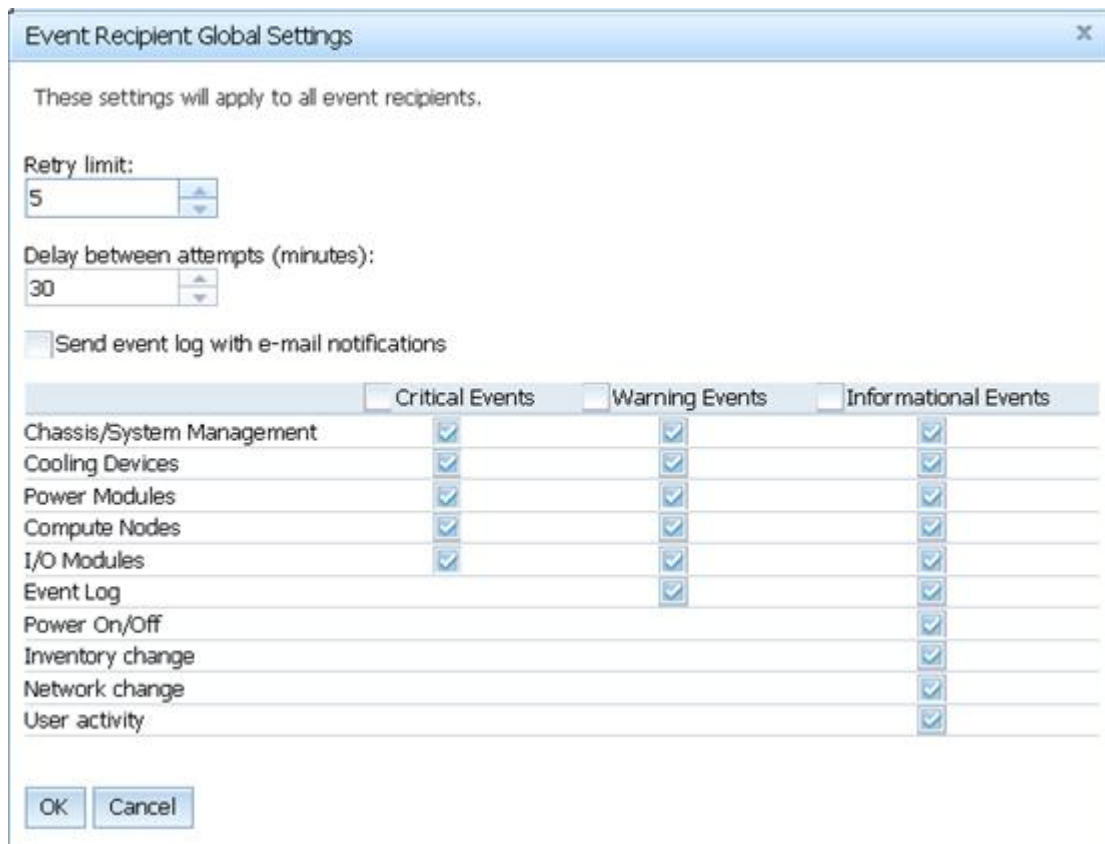 Event Recipient Global Settings
These settings will apply to all event recipients.
Retry limit:
5
Delay between attempts (minutes):
30
Send event log with e-mail notifications
Critical Events Warning Events Informational Events
Chassis/System Management
Cooling Devices
Power Modules
Compute Nodes
I/O Modules
Event Log
Power On/Off
Inventory change
Network change
User activity
OK Cancel